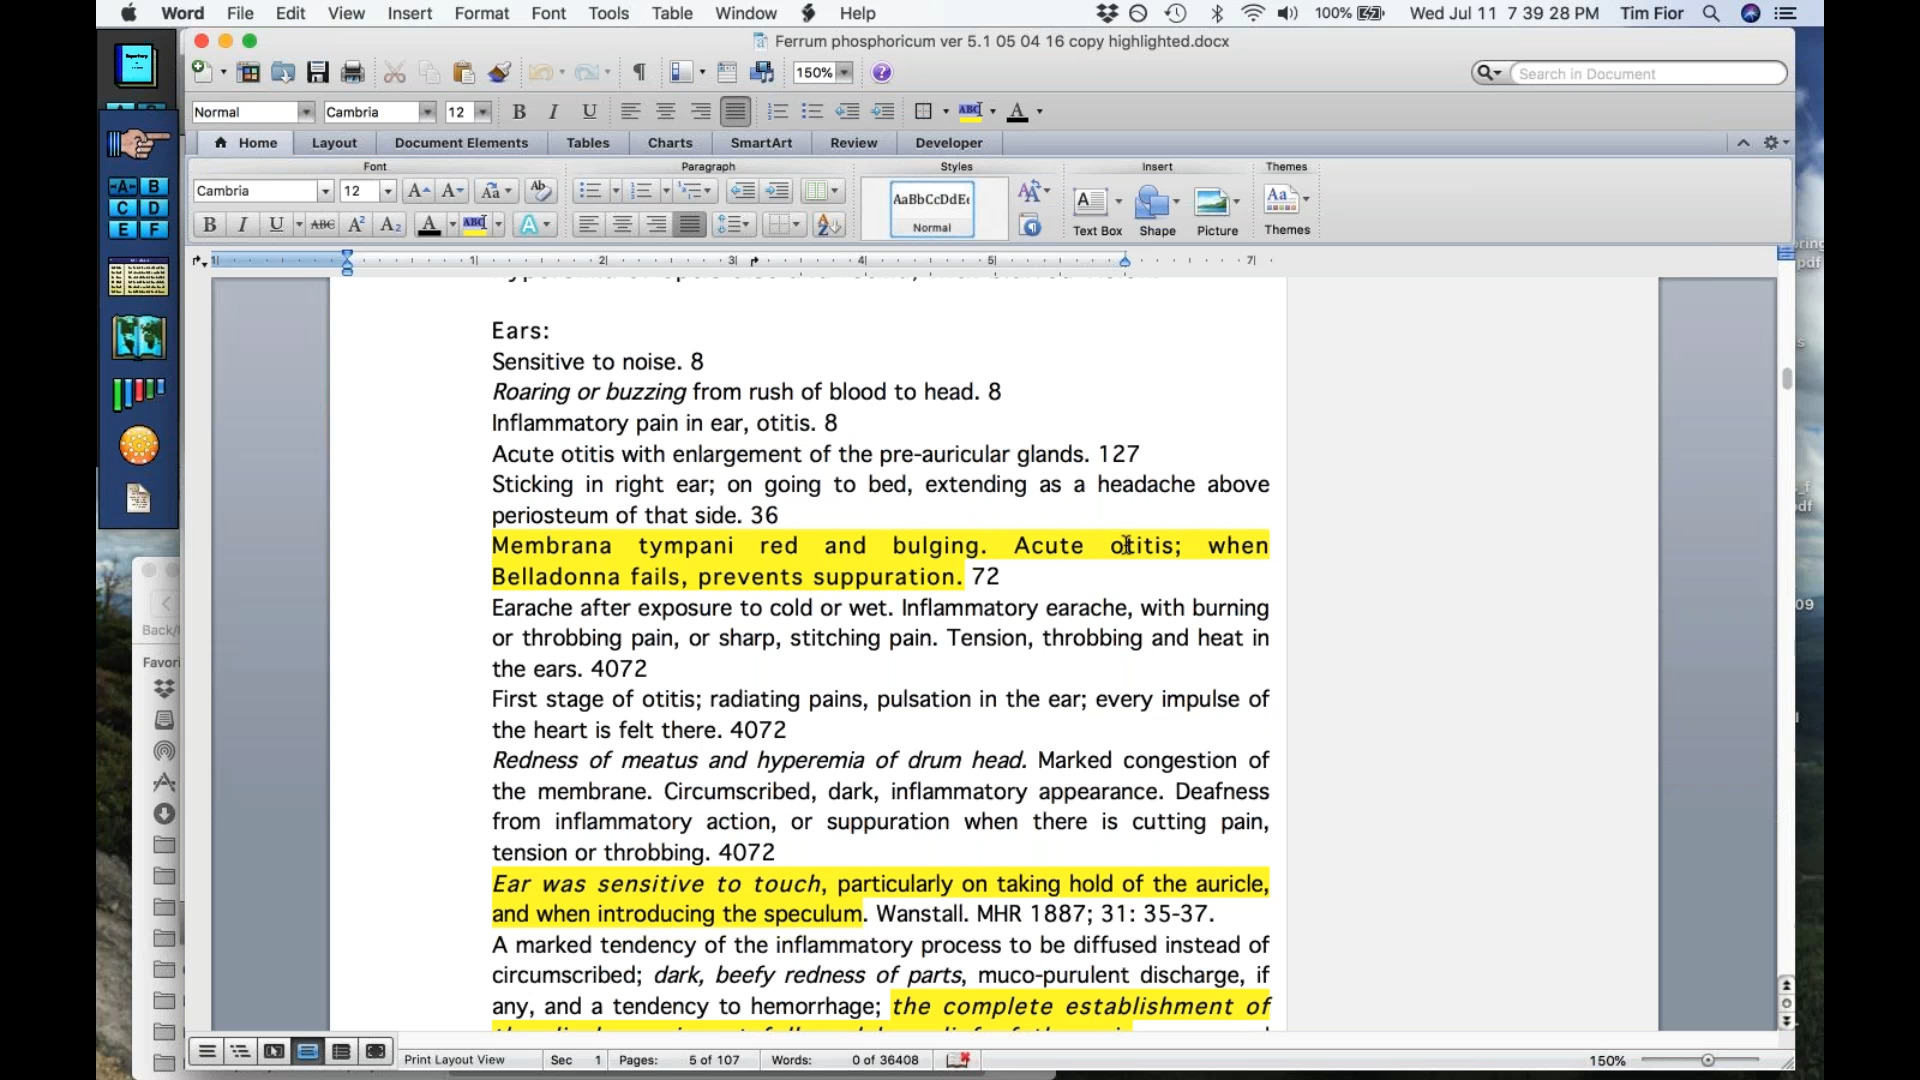 Word File Edit View Insert Format Font Tools Table Window Help 100% Wed Jul 11 7 39 28 PM Tim Fior
Ferrum phosphoricum ver 5.1 05 04 16 copy highlighted.docx
150% Search in Document
Normal Cambria 12 B I U ABC A
Home Layout Document Elements Tables Charts SmartArt Review Developer
Font Paragraph Styles Insert Themes
Cambria 12 AaBbCcDdEe
B I U ABC Normal Text Box Shape Picture Themes
Ears:
Sensitive to noise. 8
Roaring or buzzing from rush of blood to head. 8
Inflammatory pain in ear, otitis. 8
Acute otitis with enlargement of the pre-auricular glands. 127
Sticking in right ear; on going to bed, extending as a headache above
periosteum of that side. 36
Membrana tympani red and bulging. Acute otitis; when
Belladonna fails, prevents suppuration. 72
Earache after exposure to cold or wet. Inflammatory earache, with burning
or throbbing pain, or sharp, stitching pain. Tension, throbbing and heat in
the ears. 4072
First stage of otitis; radiating pains, pulsation in the ear; every impulse of
the heart is felt there. 4072
Redness of meatus and hyperemia of drum head. Marked congestion of
the membrane. Circumscribed, dark, inflammatory appearance. Deafness
from inflammatory action, or suppuration when there is cutting pain,
tension or throbbing. 4072
Ear was sensitive to touch, particularly on taking hold of the auricle,
and when introducing the speculum. Wanstall. MHR 1887; 31: 35-37.
A marked tendency of the inflammatory process to be diffused instead of
circumscribed; dark, beefy redness of parts, muco-purulent discharge, if
any, and a tendency to hemorrhage; the complete establishment of
Print Layout View Sec 1 Pages: 5 of 107 Words: 0 of 36408 150%